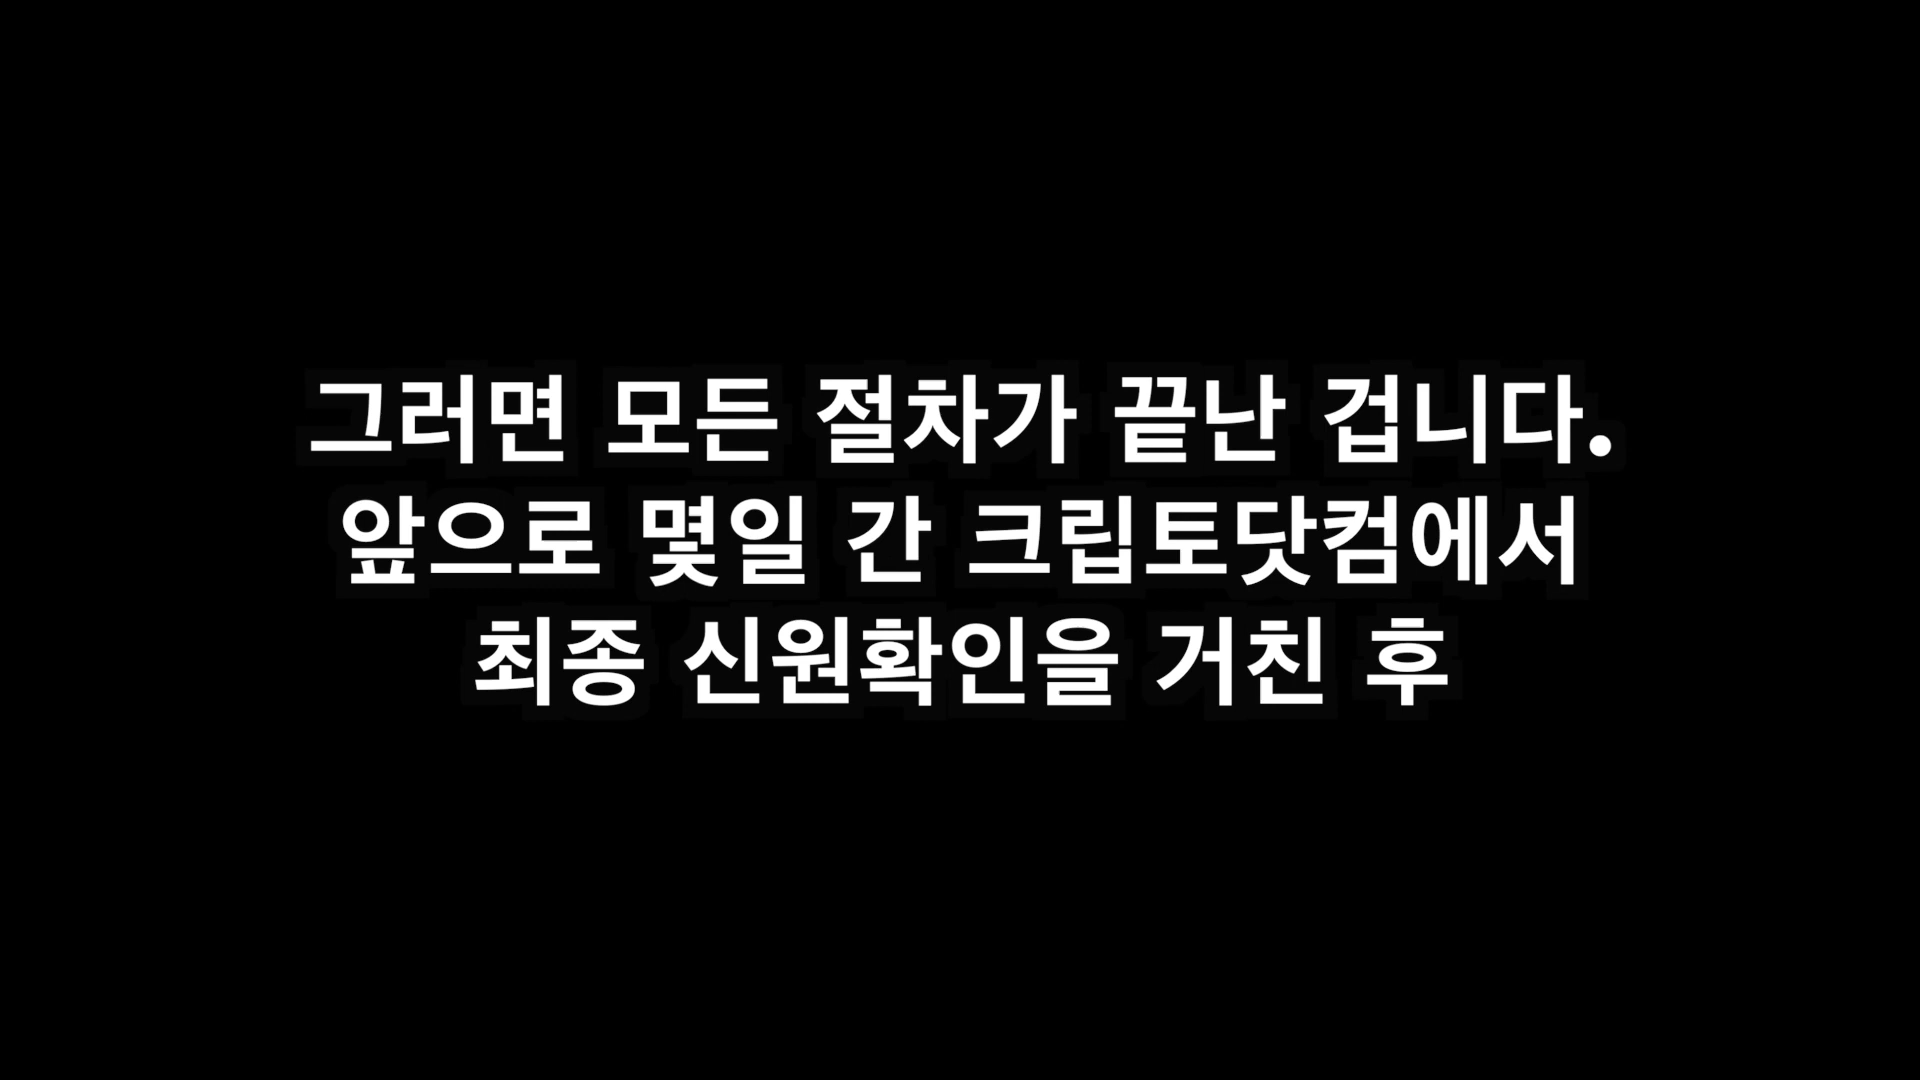 그러면 모든 절차가 끝난 겁니다.
앞으로 몇일 간 크립토닷컴에서
최종 신원확인을 거친 후